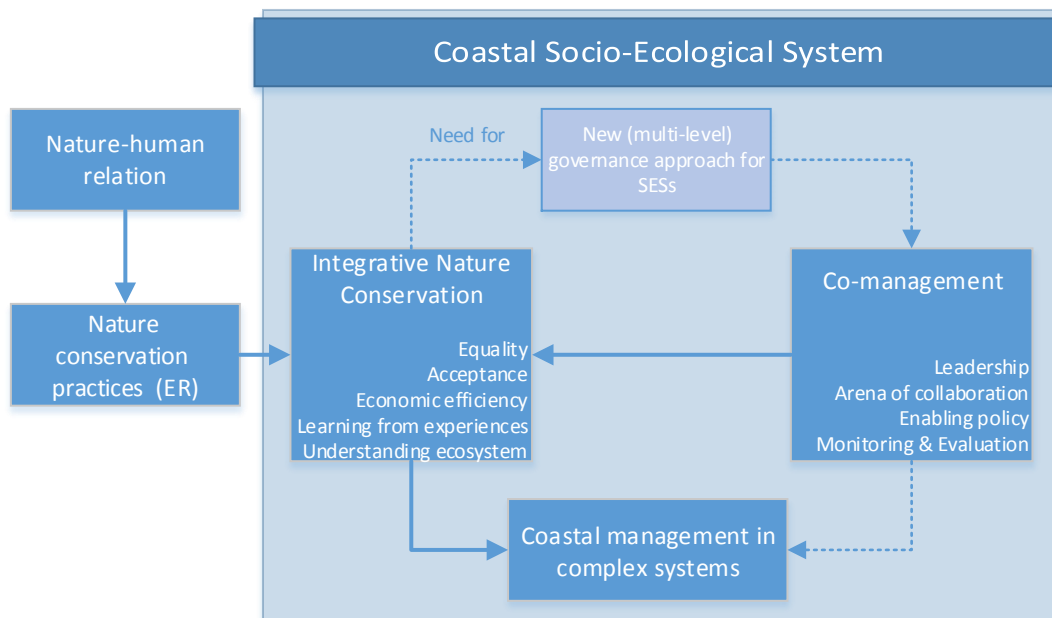 Coastal Socio-Ecological System
Nature-human
relation
Need for
New (multi-level)
governance approach for
SESs
Nature
conservation
practices (ER)
Integrative Nature
Conservation
Equality
Acceptance
Economic efficiency
Learning from experiences
Understanding ecosystem
Co-management
Leadership
Arena of collaboration
Enabling policy
Monitoring & Evaluation
Coastal management in
complex systems